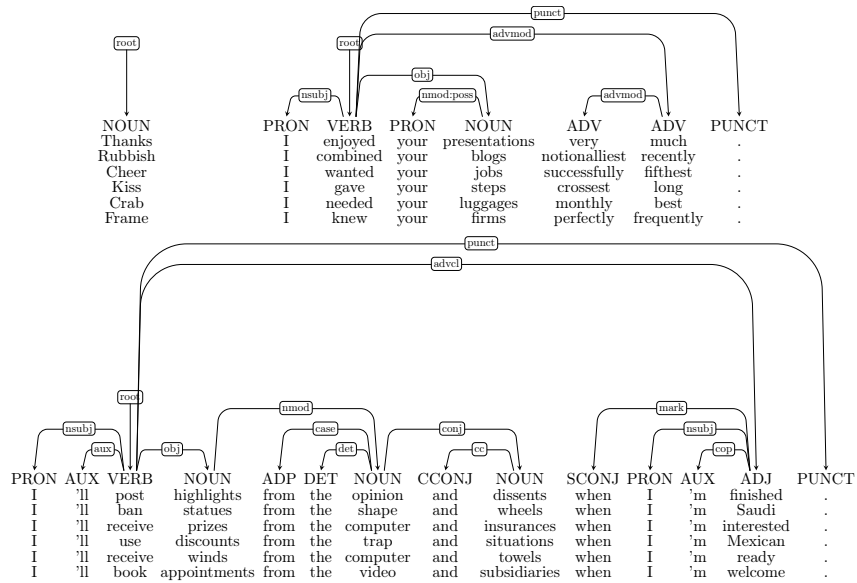 punct
root root advmod
obj
nsubj nmod:poss advmod
NOUN PRON VERB PRON NOUN ADV ADV PUNCT
Thanks I enjoyed your presentations very much .
Rubbish I combined your blogs notionalliest recently .
Cheer I wanted your jobs successfully fifthest .
Kiss I gave your steps crossest long .
Crab I needed your luggages monthly best .
Frame I knew your firms perfectly frequently .
punct
advcl
root
nmod mark
nsubj case conj nsubj
aux obj det cc cop
PRON AUX VERB NOUN ADP DET NOUN CCONJ NOUN SCONJ PRON AUX ADJ PUNCT
I 'll post highlights from the opinion and dissents when I 'm finished .
I 'll ban statues from the shape and wheels when I 'm Saudi .
I 'll receive prizes from the computer and insurances when I 'm interested .
I 'll use discounts from the trap and situations when I 'm Mexican .
I 'll receive winds from the computer and towels when I 'm ready .
I 'll book appointments from the video and subsidiaries when I 'm welcome .